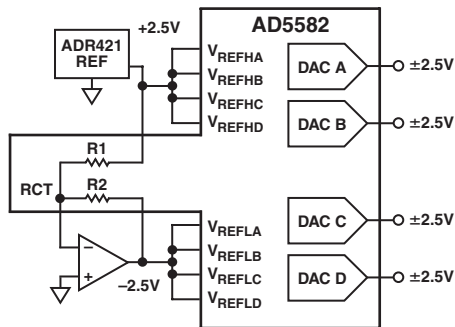 AD5582
+2.5V
ADR421
REF
VREFHA
VREFHB
VREFHC
VREFHD
DAC A
±2.5V
DAC B
±2.5V
R1
RCT
R2
VREFLA
VREFLB
VREFLC
VREFLD
DAC C
±2.5V
DAC D
±2.5V
−
+
−2.5V